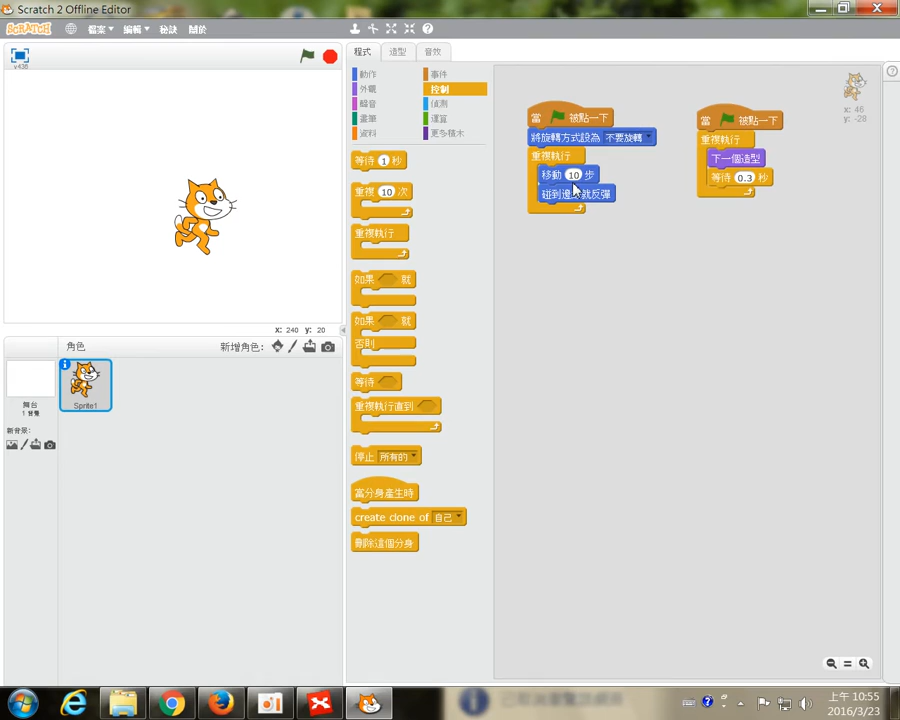 Scratch 2 Offline Editor
SCRATCH 檔案 編輯 秘訣 關於
v438
程式 造型 音效
動作 事件
外觀 控制
聲音 偵測
畫筆 運算
資料 更多積木
等待 1 秒
重複 10 次
重複執行
如果 就
如果 就
否則
等待
重複執行直到
停止 所有的
當分身產生時
create clone of 自己
刪除這個分身
當 被點一下
將旋轉方式設為 不要旋轉
重複執行
移動 10 步
碰到邊 就反彈
當 被點一下
重複執行
下一個造型
等待 0.3 秒
x: 46
y: -28
x: 240 y: 20
角色 新增角色:
舞台
1 背景
新背景:
Sprite1
上午 10:55
2016/3/23